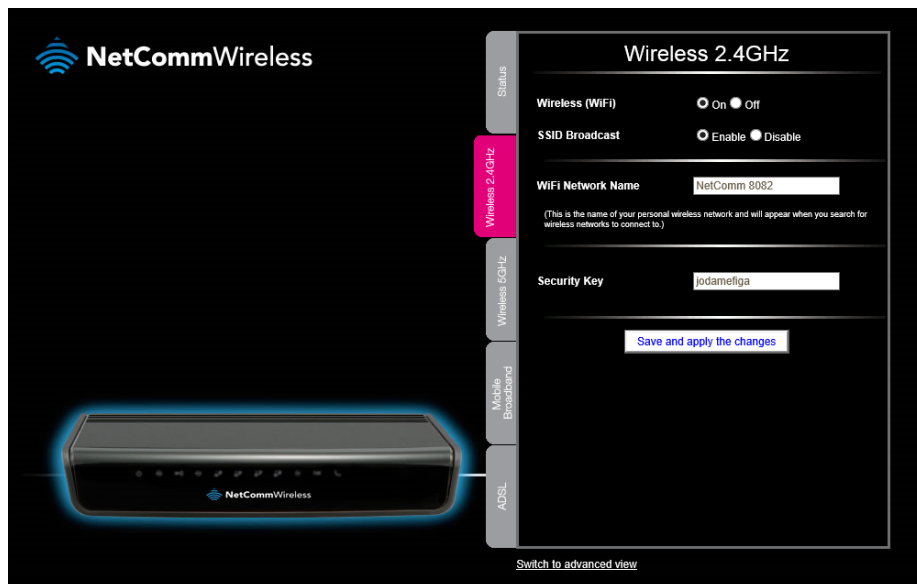 NetCommWireless
Status
Wireless 2.4GHz
Wireless 5GHz
Mobile
Broadband
ADSL
Wireless 2.4GHz
Wireless (WiFi) On Off
SSID Broadcast Enable Disable
WiFi Network Name NetComm 8082
(This is the name of your personal wireless network and will appear when you search for
wireless networks to connect to.)
Security Key jodamefiga
Save and apply the changes
NetCommWireless
Switch to advanced view